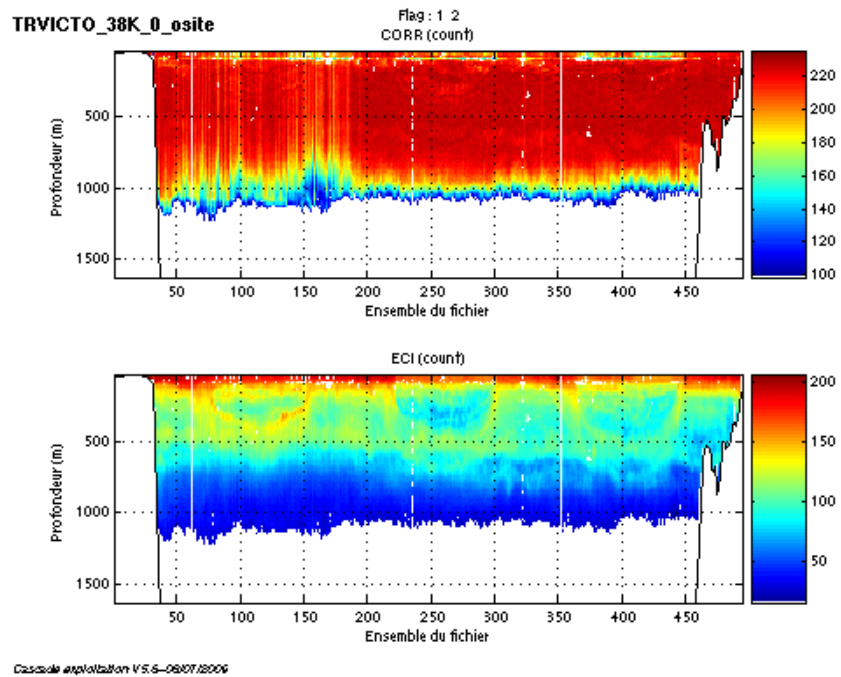 TRVICTO_38K_0_osite
Flag : 1 2
CORR (count)
Profondeur (m)
500
1000
1500
50 100 150 200 250 300 350 400 450
Ensemble du fichier
220
200
180
160
140
120
100
ECI (count)
Profondeur (m)
500
1000
1500
50 100 150 200 250 300 350 400 450
Ensemble du fichier
200
150
100
50
Cascade exploitation V 5.6--06/07/2009